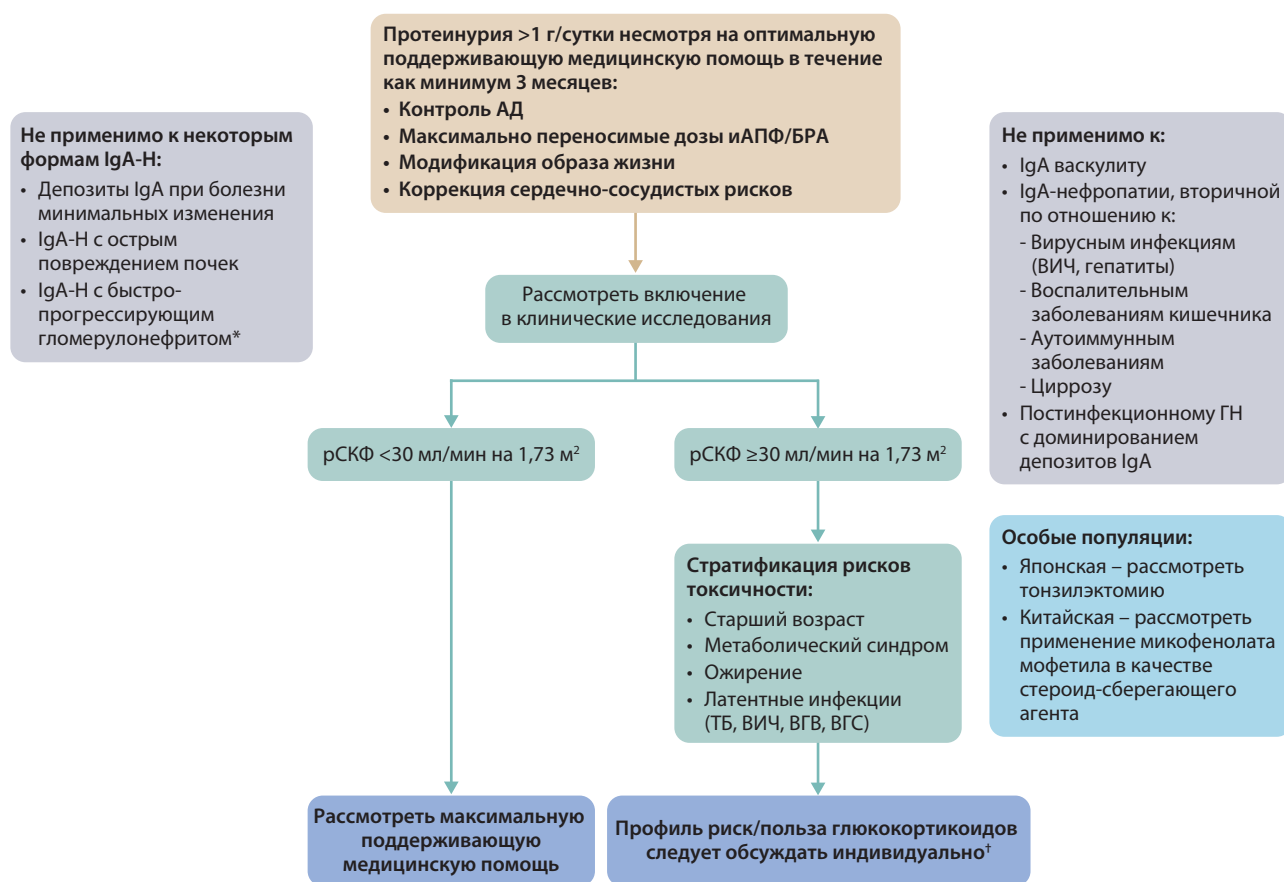 Протеинурия >1 г/сутки несмотря на оптимальную
поддерживающую медицинскую помощь в течение
как минимум 3 месяцев:
• Контроль АД
• Максимально переносимые дозы иАПФ/БРА
• Модификация образа жизни
• Коррекция сердечно-сосудистых рисков
Не применимо к некоторым
формам IgA-Н:
• Депозиты IgA при болезни
минимальных изменения
• IgA-Н с острым
повреждением почек
• IgA-Н с быстро-
прогрессирующим
гломерулонефритом*
Не применимо к:
• IgA васкулиту
• IgA-нефропатии, вторичной
по отношению к:
- Вирусным инфекциям
(ВИЧ, гепатиты)
- Воспалительным
заболеваниям кишечника
- Аутоиммунным
заболеваниям
- Циррозу
• Постинфекционному ГН
с доминированием
депозитов IgA
Рассмотреть включение
в клинические исследования
рСКФ <30 мл/мин на 1,73 м²
рСКФ ≥30 мл/мин на 1,73 м²
Стратификация рисков
токсичности:
• Старший возраст
• Метаболический синдром
• Ожирение
• Латентные инфекции
(ТБ, ВИЧ, ВГВ, ВГС)
Особые популяции:
• Японская – рассмотреть
тонзилэктомию
• Китайская – рассмотреть
применение микофенолата
мофетила в качестве
стероид-сберегающего
агента
Рассмотреть максимальную
поддерживающую
медицинскую помощь
Профиль риск/польза глюкокортикоидов
следует обсуждать индивидуально†